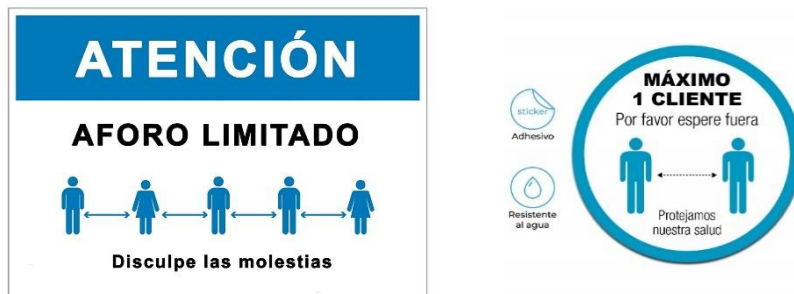 ATENCIÓN
AFORO LIMITADO
Disculpe las molestias
sticker
Adhesivo
Resistente
al agua
MÁXIMO
1 CLIENTE
Por favor espere fuera
Protejamos
nuestra salud